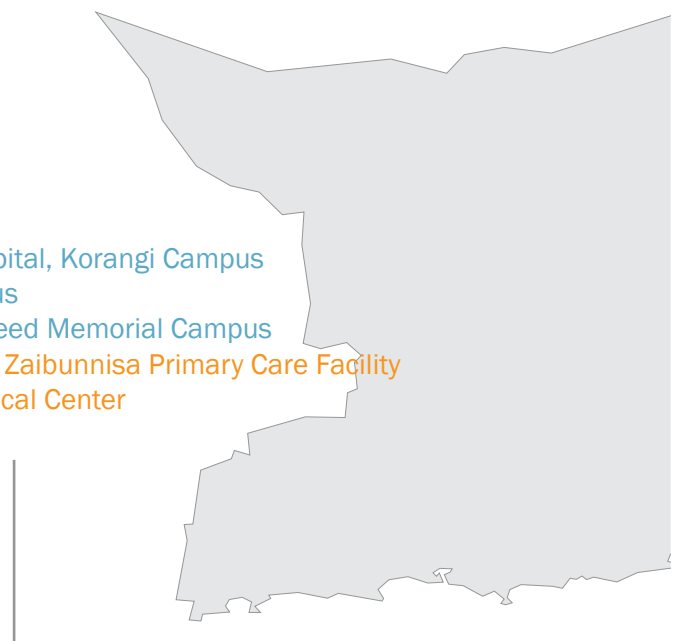 pital, Korangi Campus
us
eed Memorial Campus
Zaibunnisa Primary Care Facility
cal Center